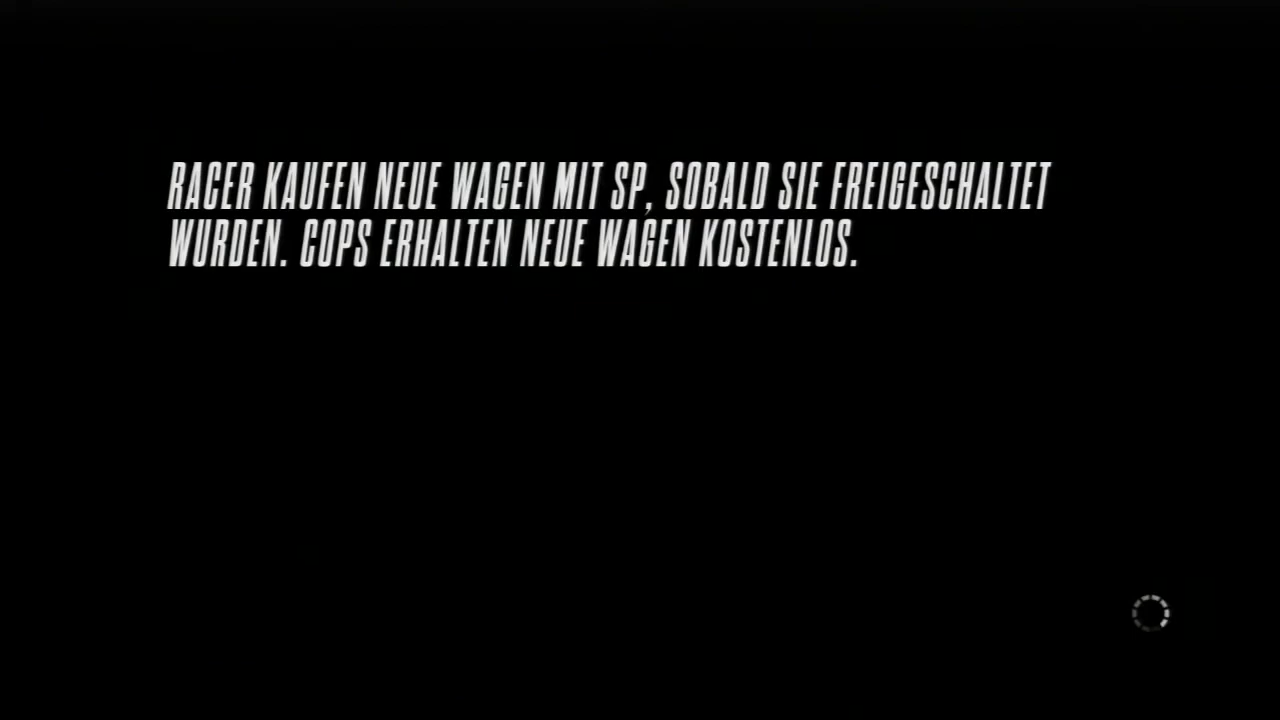 RACER KAUFEN NEUE WAGEN MIT SP, SOBALD SIE FREIGESCHALTET
WURDEN. COPS ERHALTEN NEUE WAGEN KOSTENLOS.